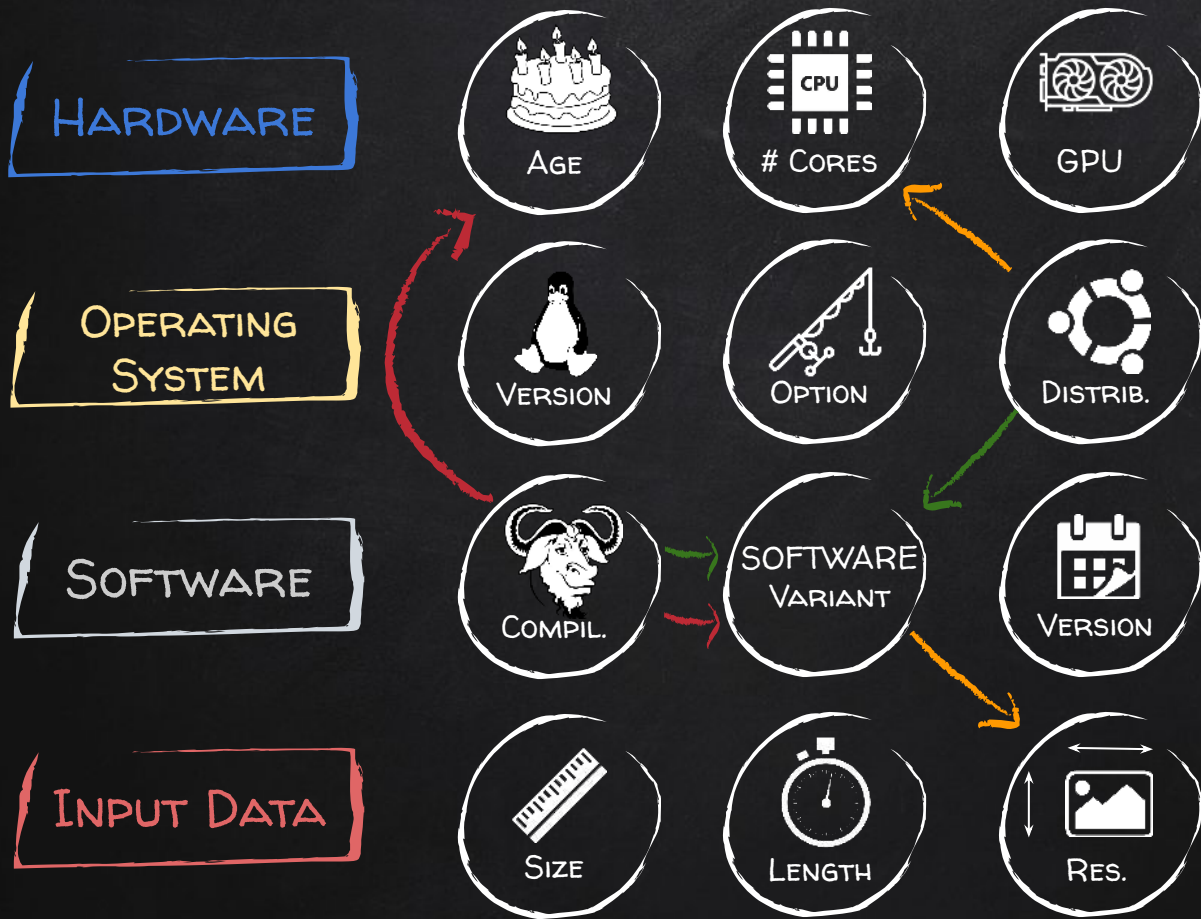 HARDWARE
AGE
CPU
# CORES
GPU
OPERATING
SYSTEM
VERSION
OPTION
DISTRIB.
SOFTWARE
COMPIL.
SOFTWARE
VARIANT
VERSION
INPUT DATA
SIZE
LENGTH
RES.